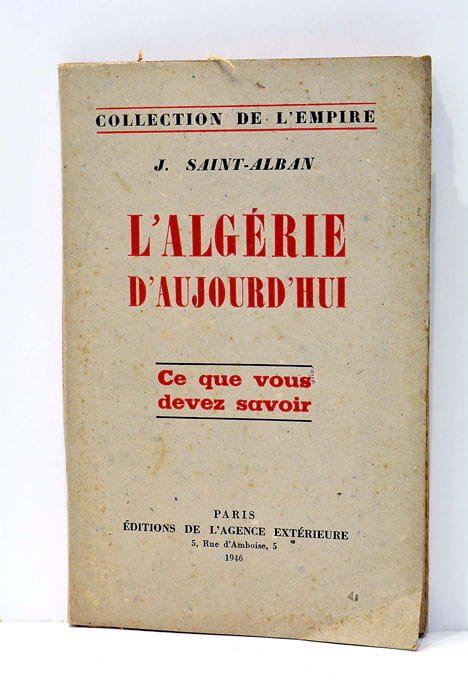 COLLECTION DE L'EMPIRE
J. SAINT-ALBAN
L'ALGÉRIE
D'AUJOURD'HUI
Ce que vous
devez savoir
PARIS
ÉDITIONS DE L'AGENCE EXTÉRIEURE
5, Rue d'Amboise, 5
1946